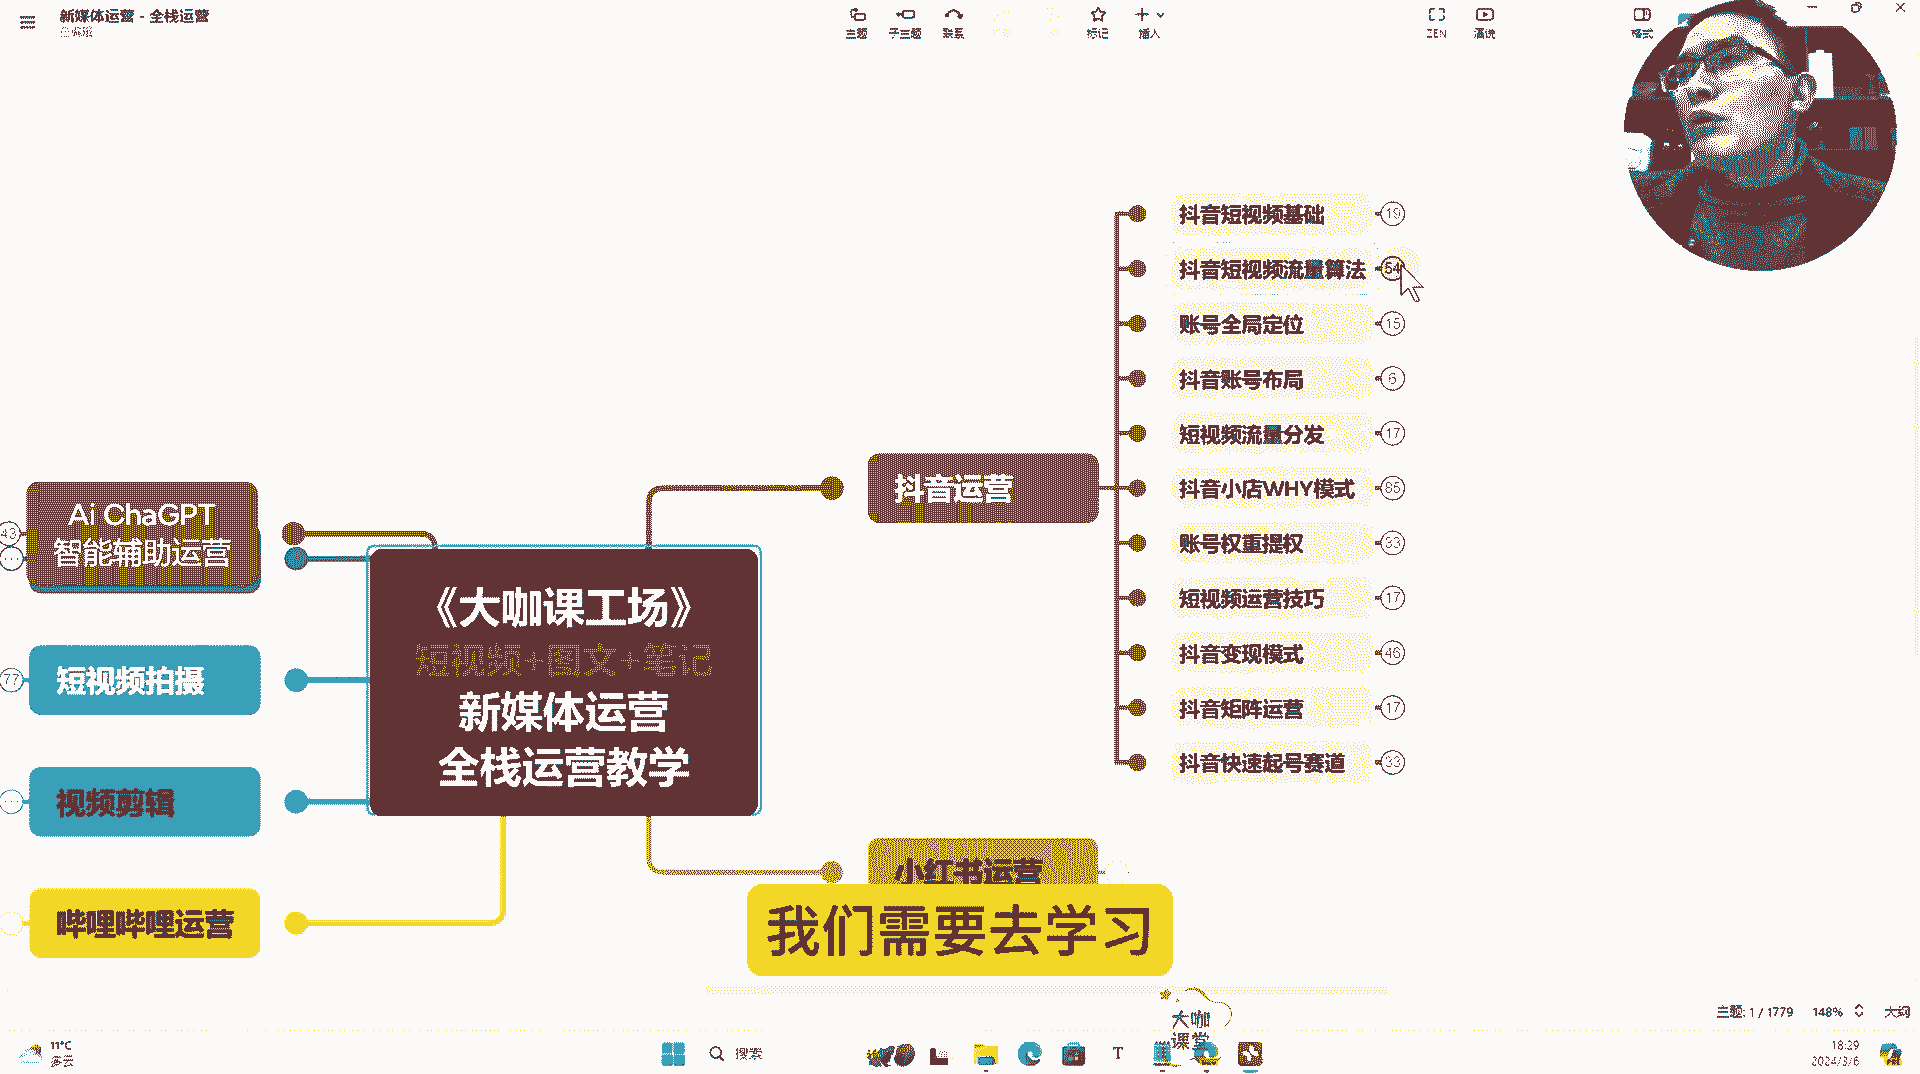 新媒体运营 - 全栈运营
已编辑
主题
子主题
联系
标记
插入
ZEN
演说
格式
抖音短视频基础
19
抖音短视频流量算法
54
账号全局定位
15
抖音账号布局
6
短视频流量分发
17
抖音小店WHY模式
85
账号权重提权
33
短视频运营技巧
17
抖音变现模式
46
抖音矩阵运营
17
抖音快速起号赛道
33
抖音运营
Ai ChaGPT
智能辅助运营
43
《大咖课工场》
短视频+图文+笔记
新媒体运营
全栈运营教学
77
短视频拍摄
视频剪辑
哔哩哔哩运营
小红书运营
我们需要去学习
大咖
课堂
主题: 1 / 1779
148%
大纲
11°C
多云
搜索
18:29
2024/3/6